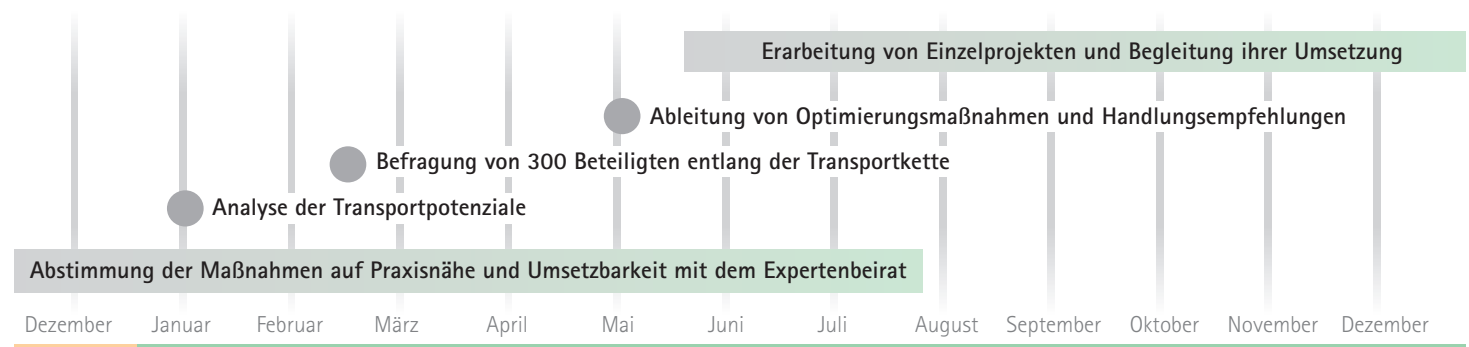 Erarbeitung von Einzelprojekten und Begleitung ihrer Umsetzung
Ableitung von Optimierungsmaßnahmen und Handlungsempfehlungen
Befragung von 300 Beteiligten entlang der Transportkette
Analyse der Transportpotenziale
Abstimmung der Maßnahmen auf Praxisnähe und Umsetzbarkeit mit dem Expertenbeirat
Dezember Januar Februar März April Mai Juni Juli August September Oktober November Dezember